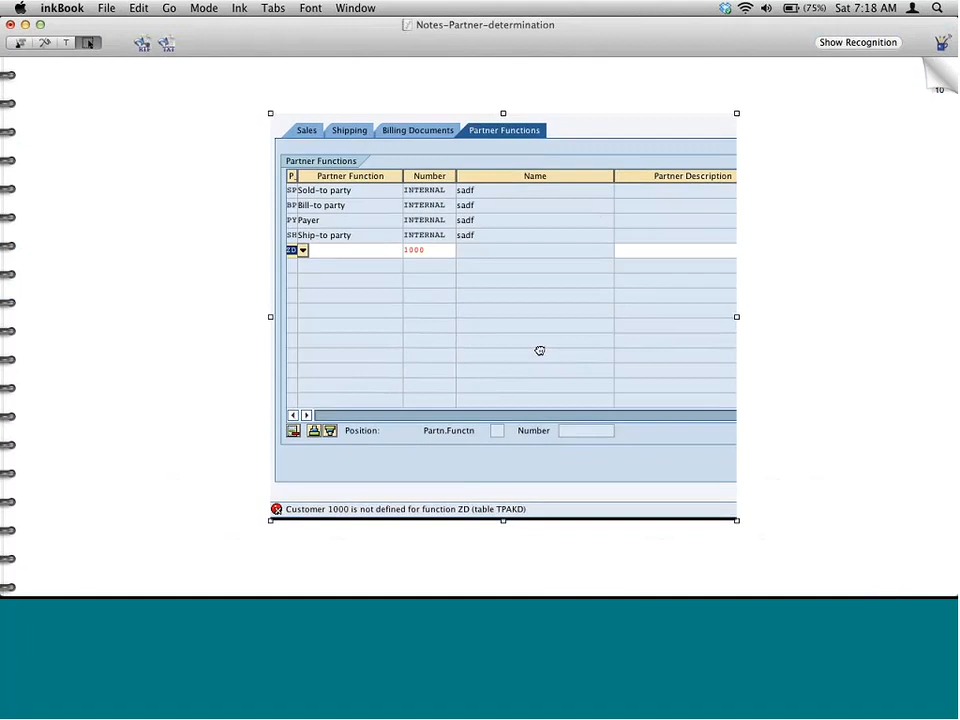 inkBook File Edit Go Mode Ink Tabs Font Window (75%) Sat 7:18 AM
Notes-Partner-determination
T Show Recognition
10
Sales Shipping Billing Documents Partner Functions
Partner Functions
P. Partner Function Number Name Partner Description
SP Sold-to party INTERNAL sadf
BP Bill-to party INTERNAL sadf
PY Payer INTERNAL sadf
SH Ship-to party INTERNAL sadf
ZD 1000
Position: Partn.Functn Number
Customer 1000 is not defined for function ZD (table TPAKD)